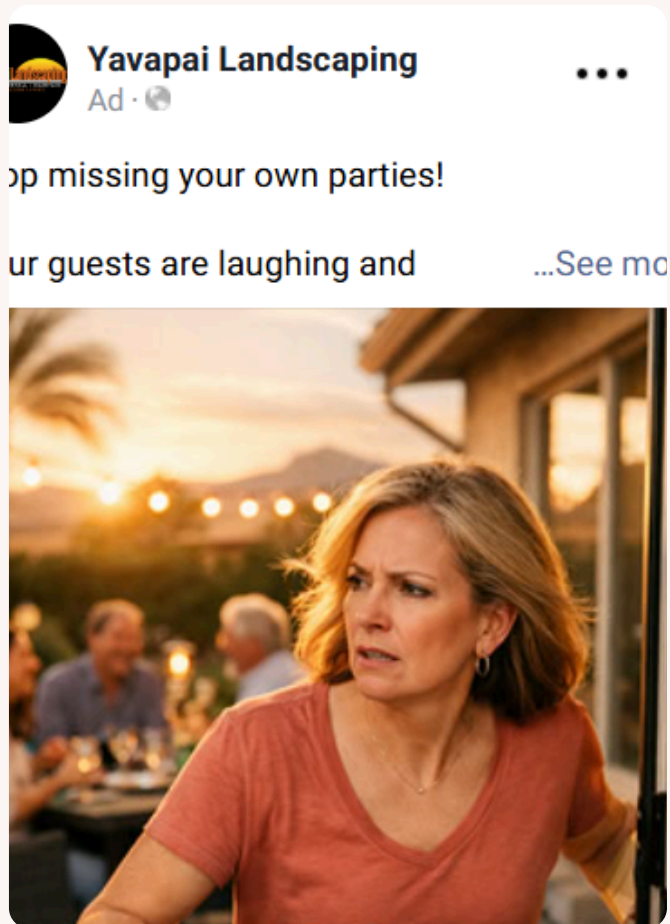 Yavapai Landscaping
Ad
op missing your own parties!
ur guests are laughing and ...See mo